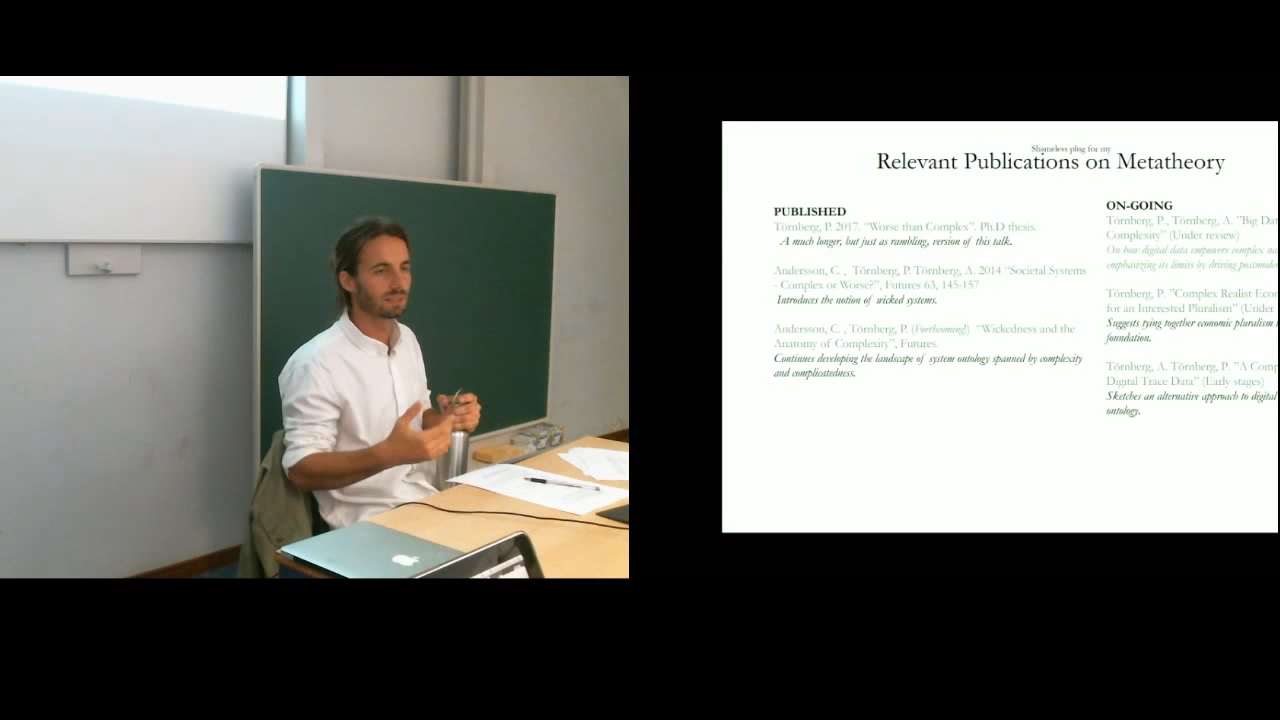 Shameless plug for my
Relevant Publications on Metatheory
PUBLISHED
Törnberg, P. 2017. “Worse than Complex”. Ph.D thesis.
A much longer, but just as rambling, version of this talk.
Andersson, C. , Törnberg, P. Törnberg, A. 2014 “Societal Systems
- Complex or Worse?”, Futures 63, 145-157
Introduces the notion of wicked systems.
Andersson, C. , Törnberg, P. (Forthcoming!) “Wickedness and the
Anatomy of Complexity”, Futures.
Continues developing the landscape of system ontology spanned by complexity
and complicatedness.
ON-GOING
Törnberg, P., Törnberg, A. ”Big Da
Complexity” (Under review)
On how digital data empowers complex na
emphasizing its limits by driving postmode
Törnberg, P. ”Complex Realist Econ
for an Interested Pluralism” (Under
Suggests tying together economic pluralism
foundation.
Törnberg, A. Törnberg, P. ”A Comp
Digital Trace Data” (Early stages)
Sketches an alternative approach to digital
ontology.